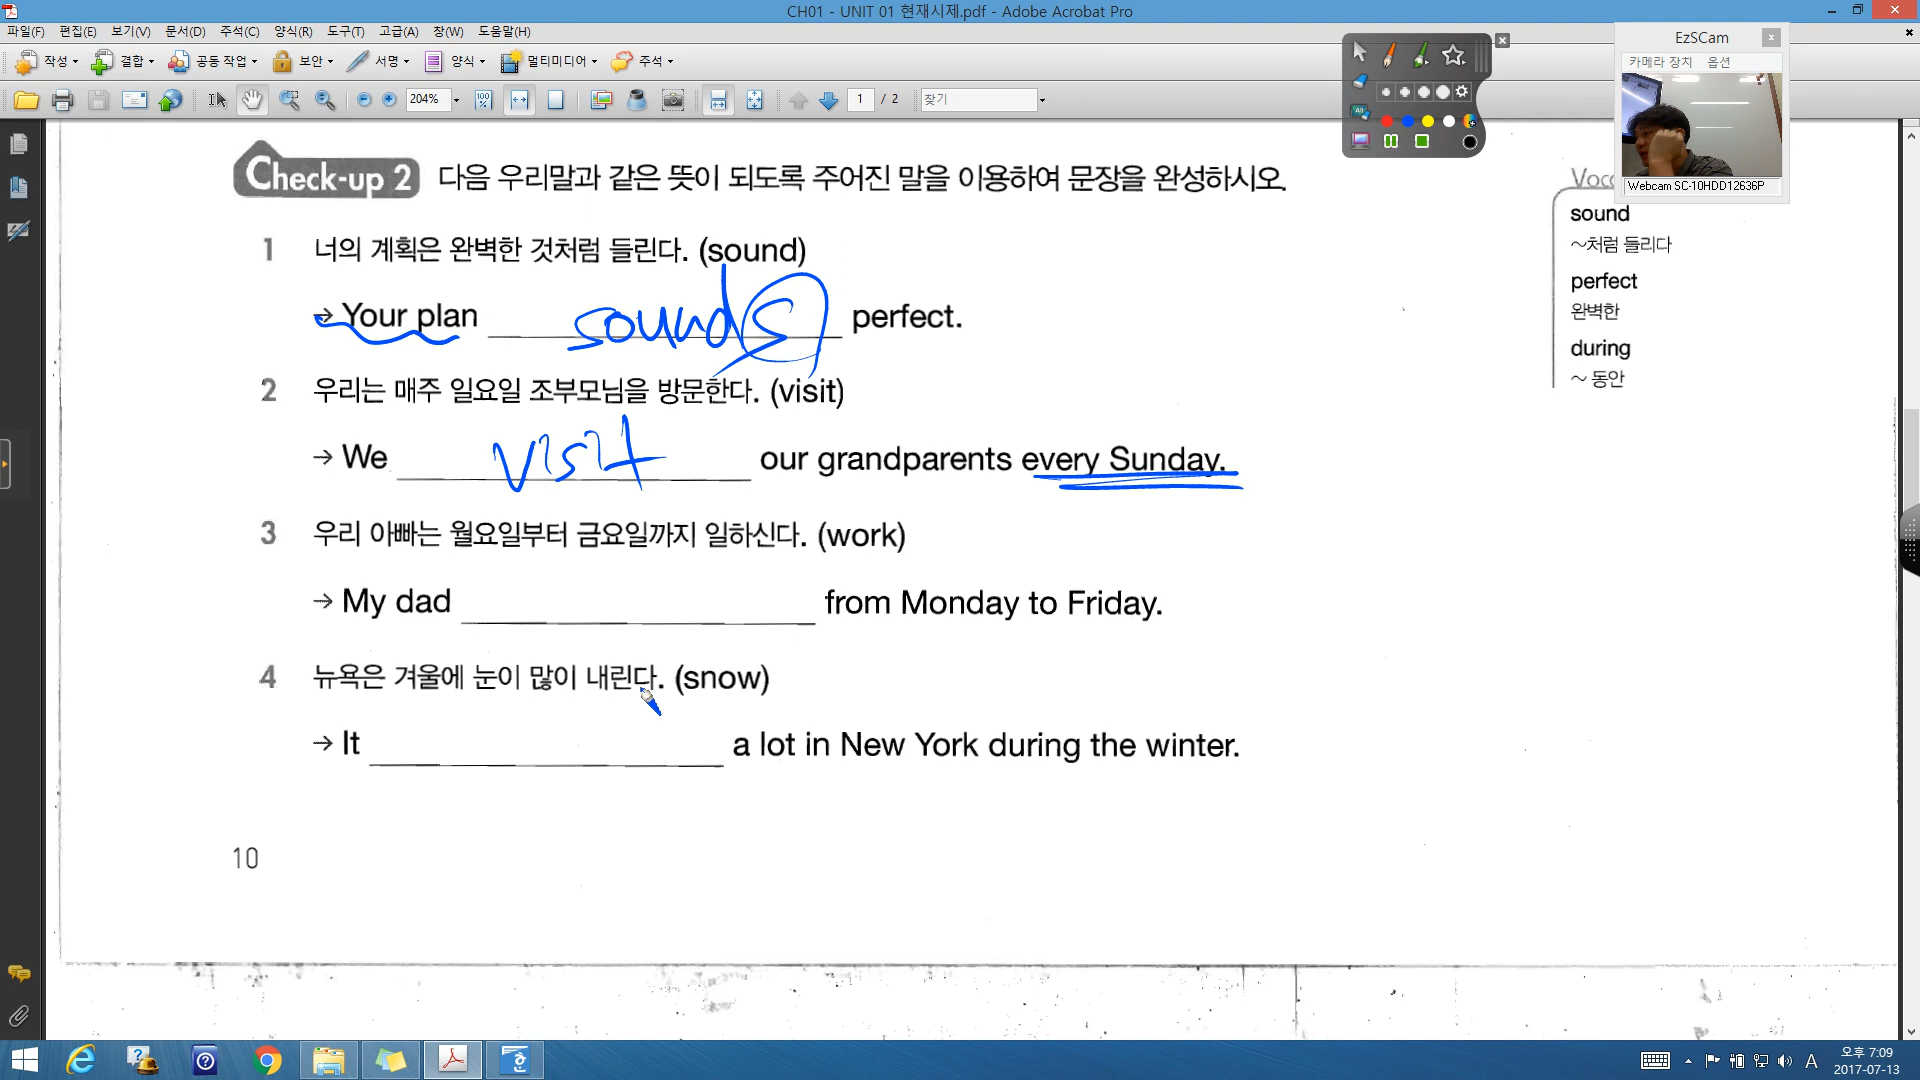 CH01 - UNIT 01 현재시제.pdf - Adobe Acrobat Pro
파일(F) 편집(E) 보기(V) 문서(D) 주석(C) 양식(R) 도구(T) 고급(A) 창(W) 도움말(H)
작성 결합 공동 작업 보안 서명 양식 멀티미디어 주석
204% 1 / 2 찾기
EzSCam
카메라 장치 옵션
Webcam SC-10HDD12636P
Check-up 2 다음 우리말과 같은 뜻이 되도록 주어진 말을 이용하여 문장을 완성하시오.
1 너의 계획은 완벽한 것처럼 들린다. (sound)
→ Your plan sounds perfect.
2 우리는 매주 일요일 조부모님을 방문한다. (visit)
→ We visit our grandparents every Sunday.
3 우리 아빠는 월요일부터 금요일까지 일하신다. (work)
→ My dad ____ from Monday to Friday.
4 뉴욕은 겨울에 눈이 많이 내린다. (snow)
→ It ____ a lot in New York during the winter.
10
sound
~처럼 들리다
perfect
완벽한
during
~ 동안
A
오후 7:09
2017-07-13